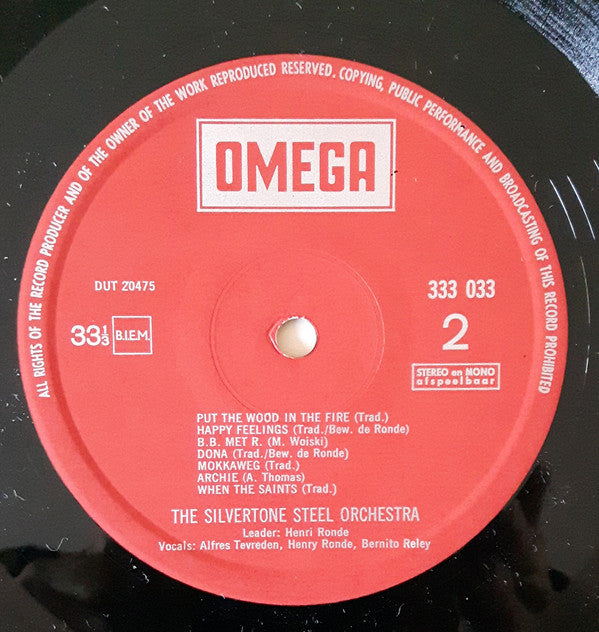 ALL RIGHTS OF THE RECORD PRODUCER AND OF THE OWNER OF THE WORK REPRODUCED RESERVED. COPYING, PUBLIC PERFORMANCE AND BROADCASTING OF THIS RECORD PROHIBITED
OMEGA
DUT 20475
333 033
33⅓ B.I.E.M.
2
STEREO en MONO
afspeelbaar
PUT THE WOOD IN THE FIRE (Trad.)
HAPPY FEELINGS (Trad./Bew. de Ronde)
B.B. MET R. (M. Woiski)
DONA (Trad./Bew. de Ronde)
MOKKAWEG (Trad.)
ARCHIE (A. Thomas)
WHEN THE SAINTS (Trad.)
THE SILVERTONE STEEL ORCHESTRA
Leader: Henri Ronde
Vocals: Alfres Tevreden, Henry Ronde, Bernito Reley